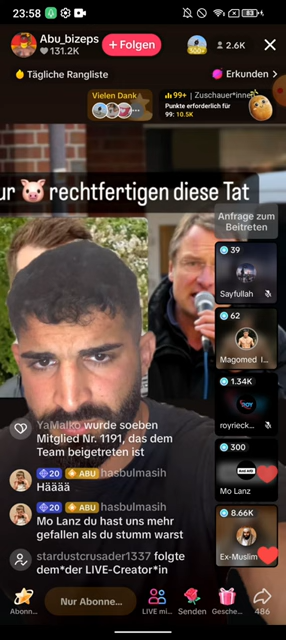 23:58
83
Abu_bizeps
131.2K
+ Folgen
2.6K
Tägliche Rangliste
Erkunden >
Vielen Dank
99+ | Zuschauer*innen
Punkte erforderlich für
99: 10.5K
ur 🐷 rechtfertigen diese Tat
Anfrage zum
Beitreten
39
Sayfullah
62
Magomed I...
1.34K
royrieck...
300
Mo Lanz
8.66K
Ex-Muslim
YaMalko wurde soeben
Mitglied Nr. 1191, das dem
Team beigetreten ist
20 ABU hasbulmasih
Hääää
20 ABU hasbulmasih
Mo Lanz du hast uns mehr
gefallen als du stumm warst
stardustcrusader1337 folgte
dem*der LIVE-Creator*in
Nur Abonne...
Abonn...
LIVE mi...
Senden
Gesche...
486